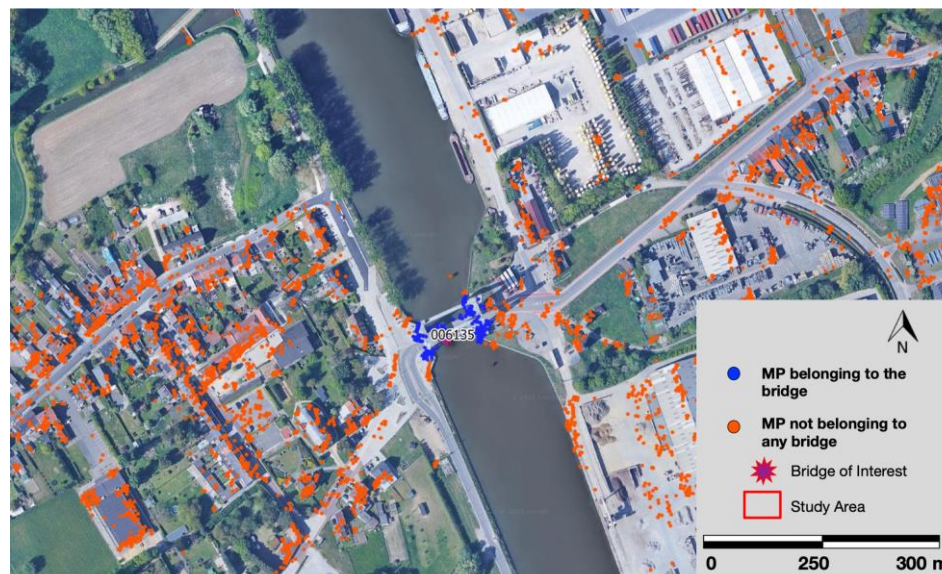 006135
N
MP belonging to the
bridge
MP not belonging to
any bridge
Bridge of Interest
Study Area
0 250 300 m